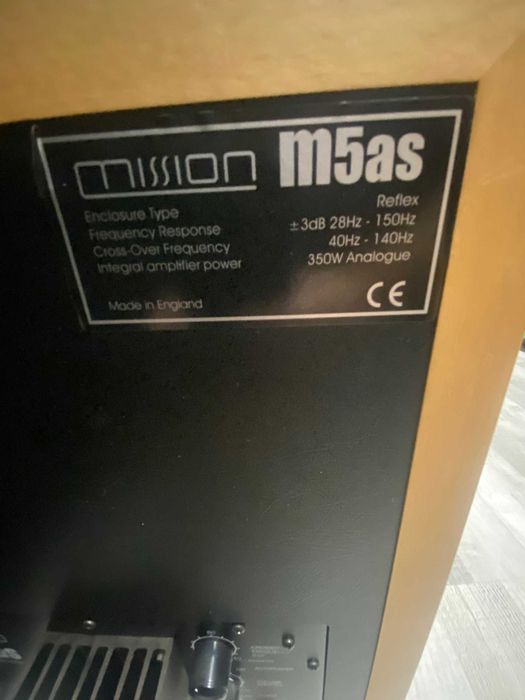 mission m5as
Enclosure Type Reflex
Frequency Response ±3dB 28Hz - 150Hz
Cross-Over Frequency 40Hz - 140Hz
Integral amplifier power 350W Analogue
Made in England CE